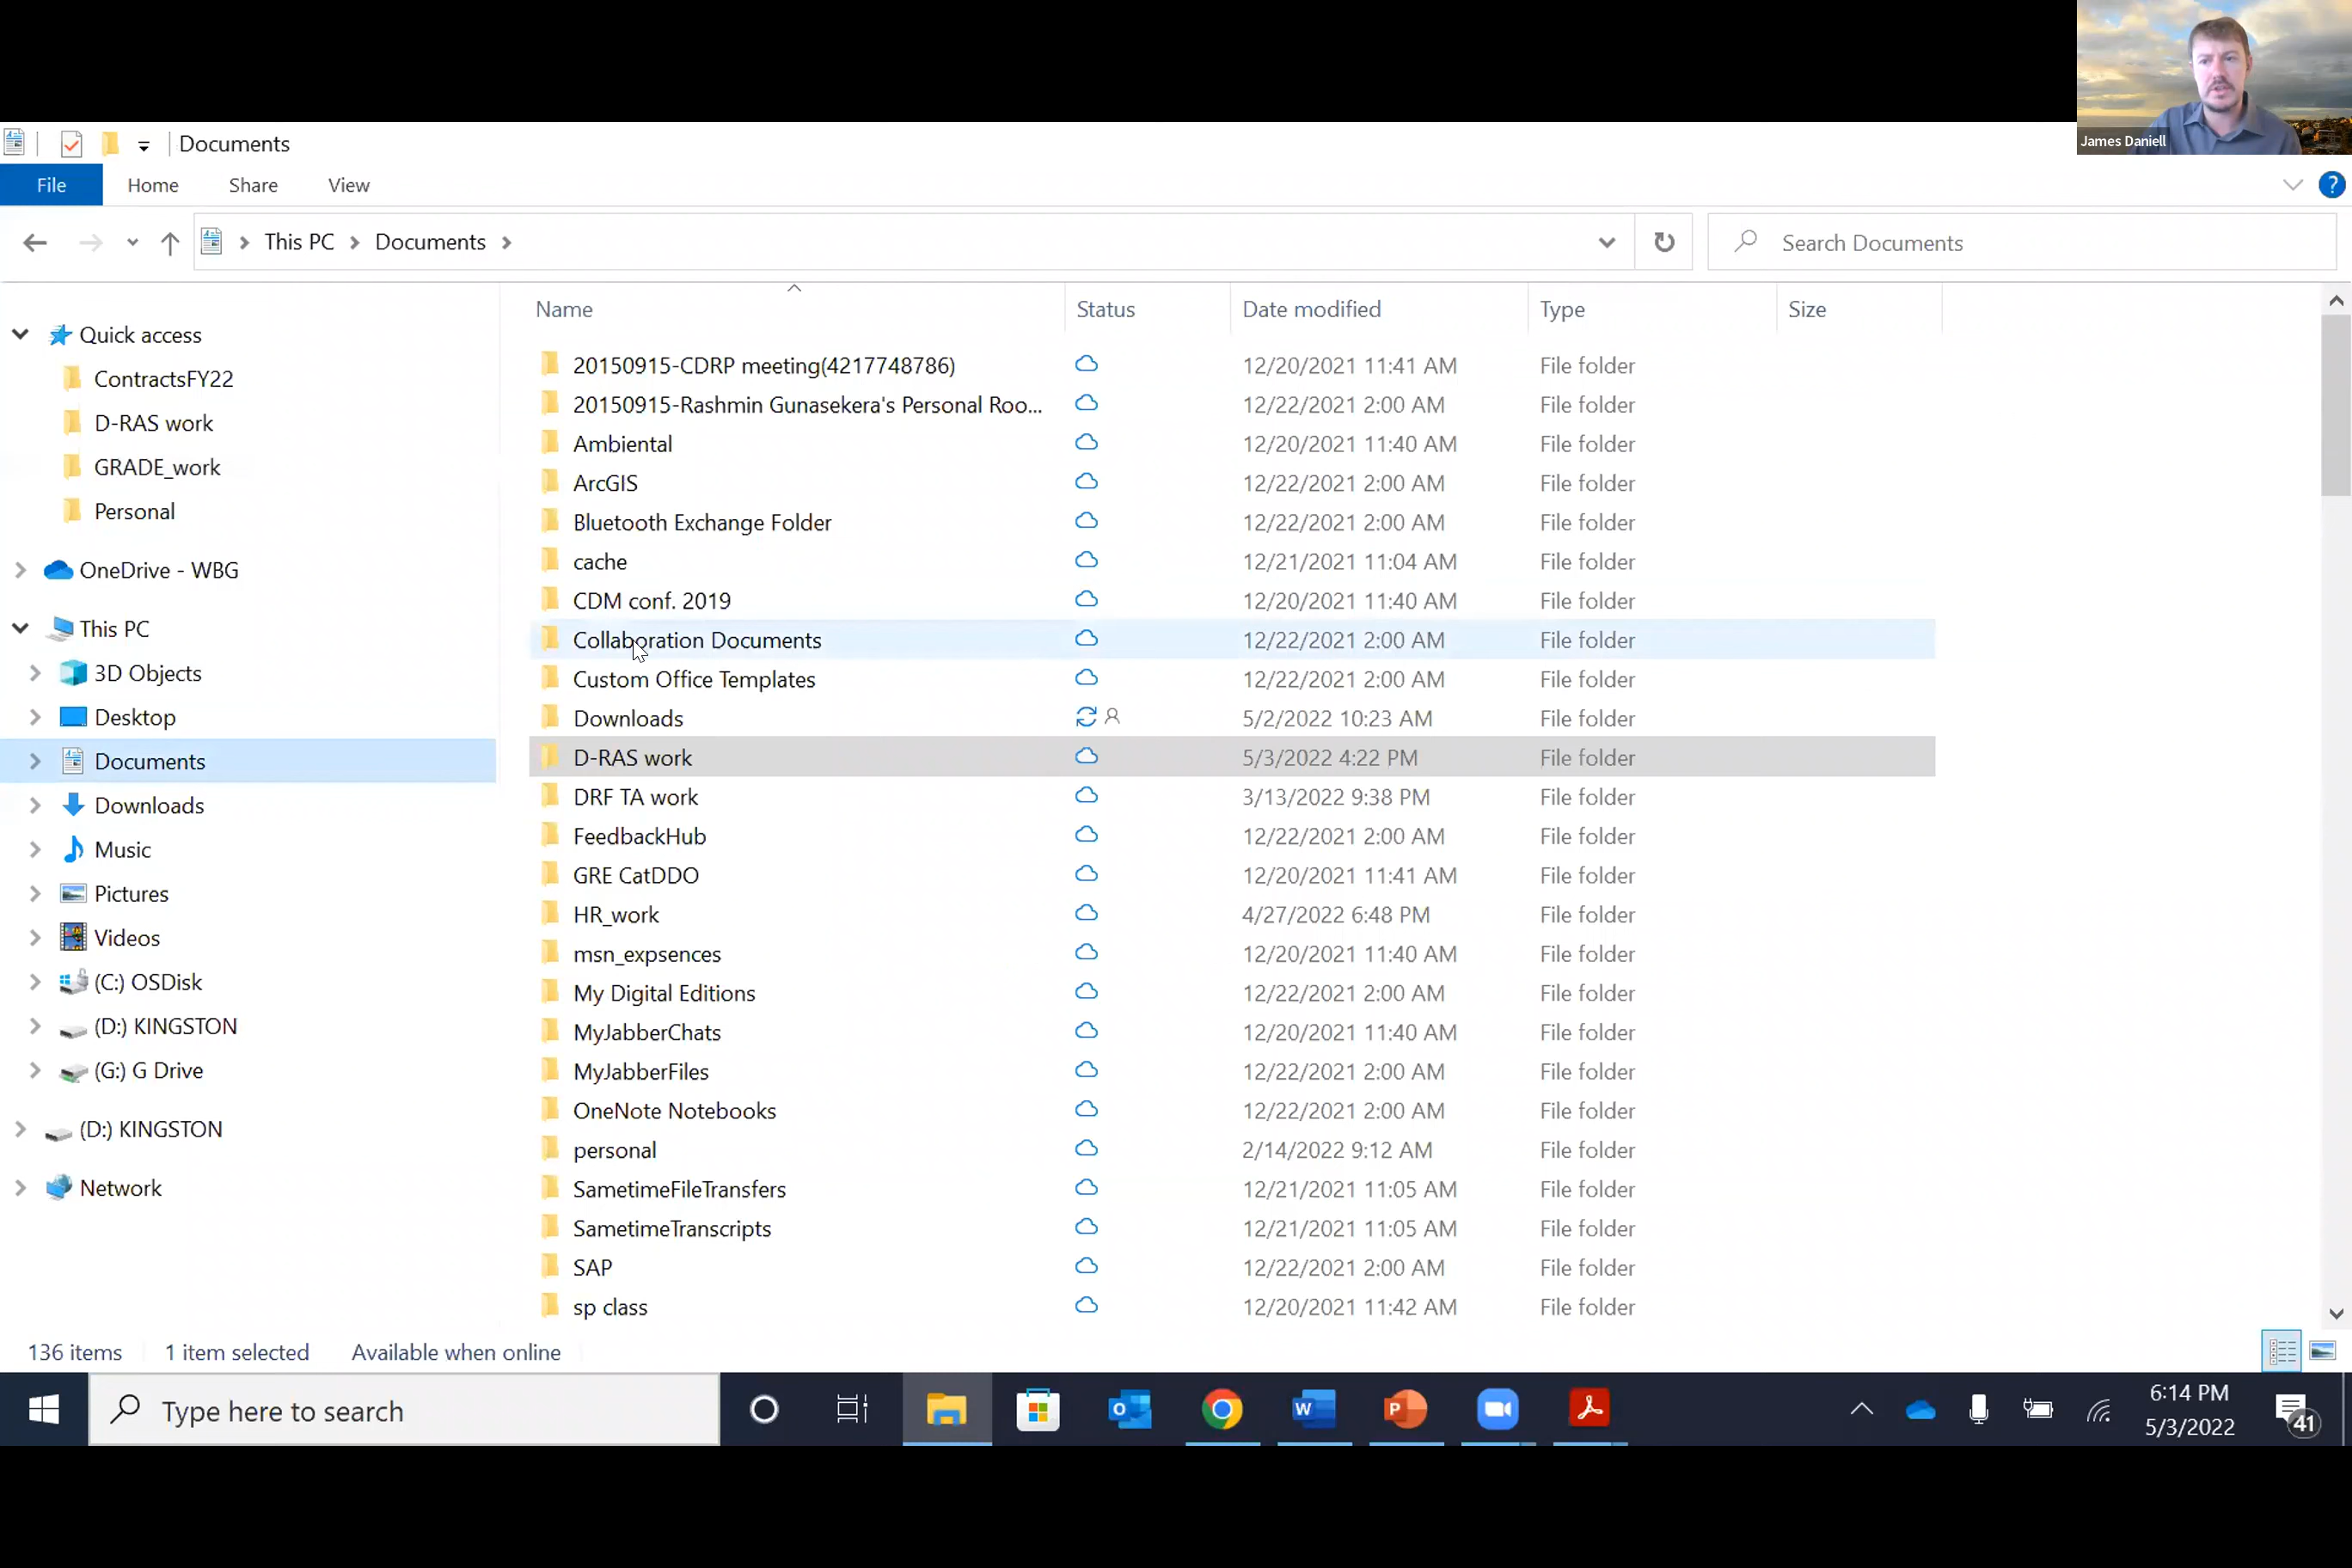 James Daniell
Documents
File Home Share View
This PC Documents
Search Documents
Quick access
ContractsFY22
D-RAS work
GRADE_work
Personal
OneDrive - WBG
This PC
3D Objects
Desktop
Documents
Downloads
Music
Pictures
Videos
(C:) OSDisk
(D:) KINGSTON
(G:) G Drive
(D:) KINGSTON
Network
Name Status Date modified Type Size
20150915-CDRP meeting(4217748786) 12/20/2021 11:41 AM File folder
20150915-Rashmin Gunasekera's Personal Roo... 12/22/2021 2:00 AM File folder
Ambiental 12/20/2021 11:40 AM File folder
ArcGIS 12/22/2021 2:00 AM File folder
Bluetooth Exchange Folder 12/22/2021 2:00 AM File folder
cache 12/21/2021 11:04 AM File folder
CDM conf. 2019 12/20/2021 11:40 AM File folder
Collaboration Documents 12/22/2021 2:00 AM File folder
Custom Office Templates 12/22/2021 2:00 AM File folder
Downloads 5/2/2022 10:23 AM File folder
D-RAS work 5/3/2022 4:22 PM File folder
DRF TA work 3/13/2022 9:38 PM File folder
FeedbackHub 12/22/2021 2:00 AM File folder
GRE CatDDO 12/20/2021 11:41 AM File folder
HR_work 4/27/2022 6:48 PM File folder
msn_expsences 12/20/2021 11:40 AM File folder
My Digital Editions 12/22/2021 2:00 AM File folder
MyJabberChats 12/20/2021 11:40 AM File folder
MyJabberFiles 12/22/2021 2:00 AM File folder
OneNote Notebooks 12/22/2021 2:00 AM File folder
personal 2/14/2022 9:12 AM File folder
SametimeFileTransfers 12/21/2021 11:05 AM File folder
SametimeTranscripts 12/21/2021 11:05 AM File folder
SAP 12/22/2021 2:00 AM File folder
sp class 12/20/2021 11:42 AM File folder
136 items 1 item selected Available when online
Type here to search
6:14 PM
5/3/2022
41